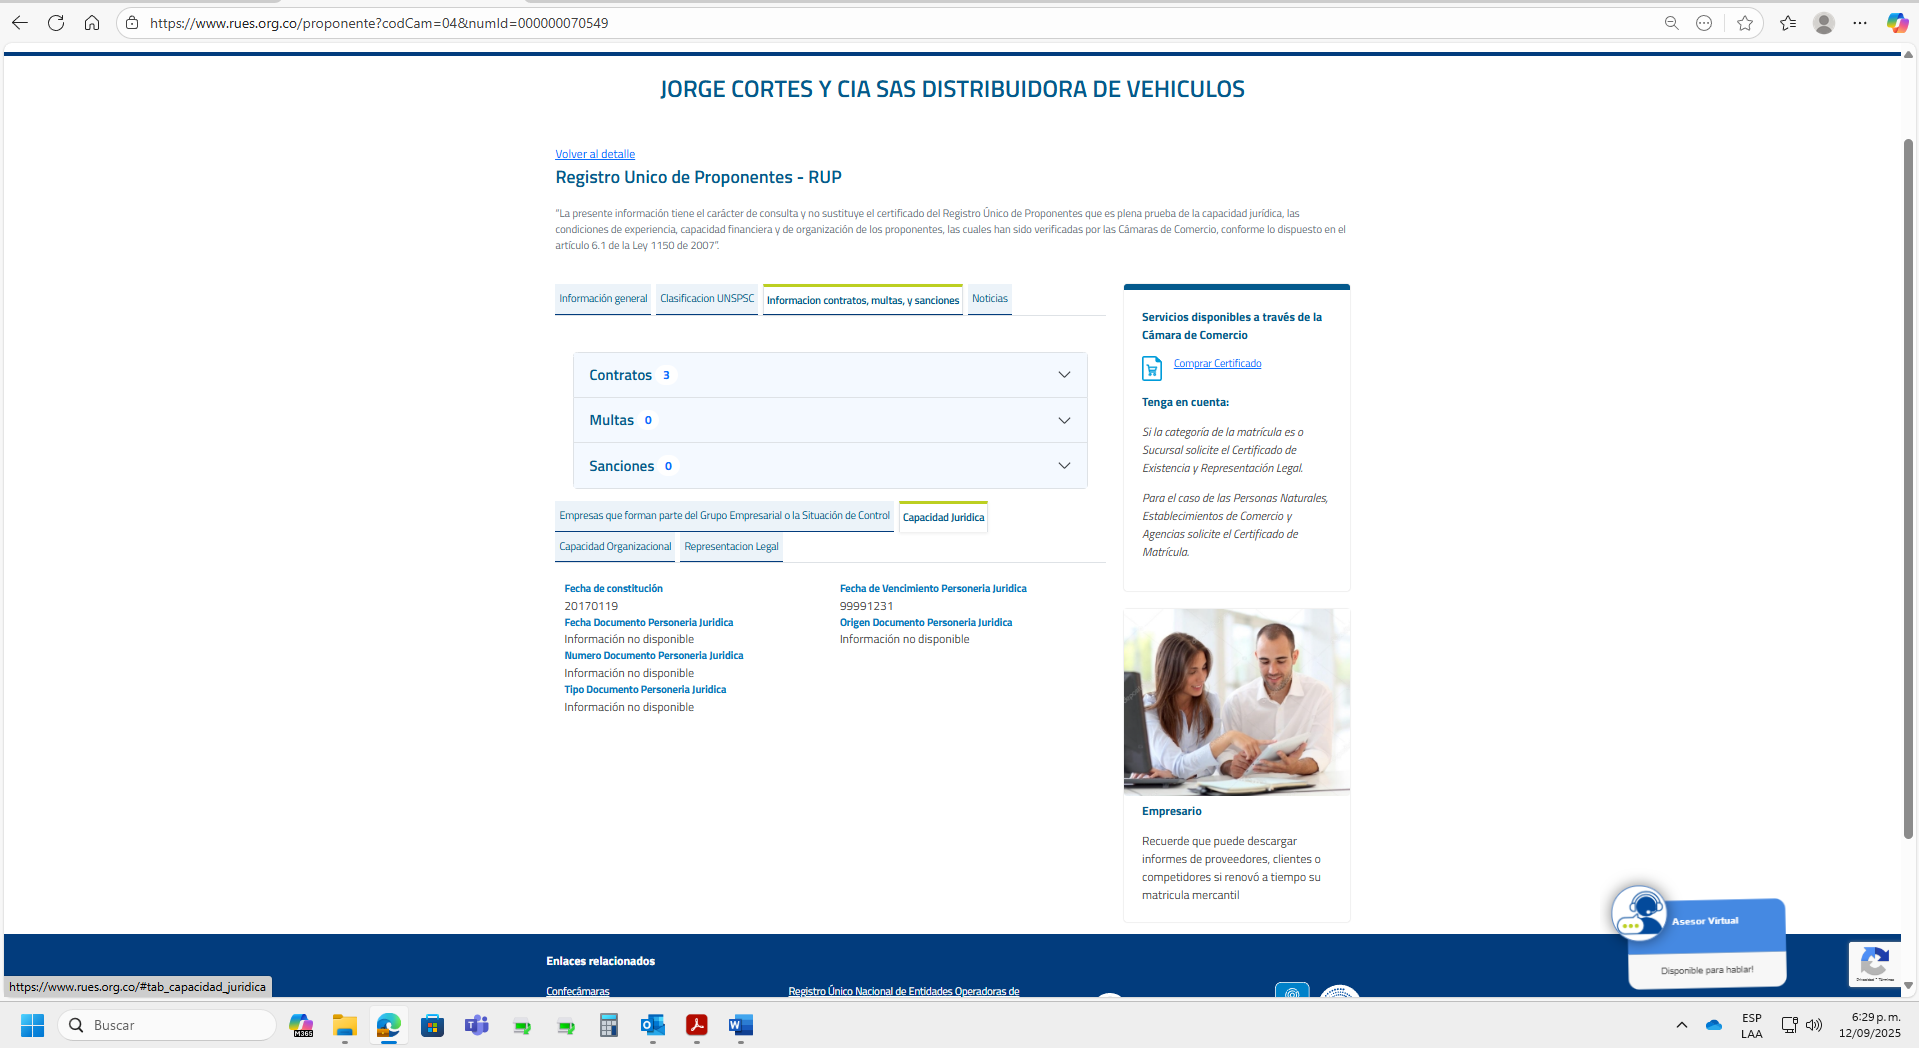 https://www.rues.org.co/proponente?codCam=04&numId=000000070549
JORGE CORTES Y CIA SAS DISTRIBUIDORA DE VEHICULOS
Volver al detalle
Registro Unico de Proponentes - RUP
"La presente información tiene el carácter de consulta y no sustituye el certificado del Registro Único de Proponentes que es plena prueba de la capacidad jurídica, las
condiciones de experiencia, capacidad financiera y de organización de los proponentes, las cuales han sido verificadas por las Cámaras de Comercio, conforme lo dispuesto en el
artículo 6.1 de la Ley 1150 de 2007".
Información general
Clasificacion UNSPSC
Informacion contratos, multas, y sanciones
Noticias
Contratos 3
Multas 0
Sanciones 0
Empresas que forman parte del Grupo Empresarial o la Situación de Control
Capacidad Juridica
Capacidad Organizacional
Representacion Legal
Fecha de constitución
20170119
Fecha Documento Personeria Juridica
Información no disponible
Numero Documento Personeria Juridica
Información no disponible
Tipo Documento Personeria Juridica
Información no disponible
Fecha de Vencimiento Personeria Juridica
99991231
Origen Documento Personeria Juridica
Información no disponible
Servicios disponibles a través de la
Cámara de Comercio
Comprar Certificado
Tenga en cuenta:
Si la categoría de la matrícula es o
Sucursal solicite el Certificado de
Existencia y Representación Legal.
Para el caso de las Personas Naturales,
Establecimientos de Comercio y
Agencias solicite el Certificado de
Matrícula.
Empresario
Recuerde que puede descargar
informes de proveedores, clientes o
competidores si renovó a tiempo su
matricula mercantil
Asesor Virtual
Disponible para hablar!
Enlaces relacionados
Confecámaras
Registro Único Nacional de Entidades Operadoras de
https://www.rues.org.co/#tab_capacidad_juridica
Buscar
M365
ESP
LAA
6:29 p. m.
12/09/2025